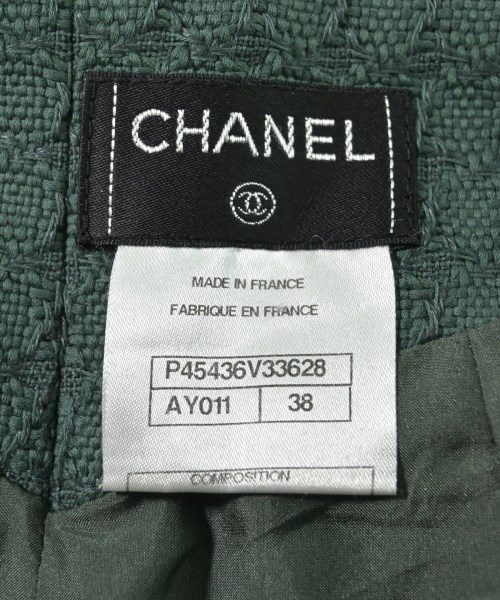 CHANEL
MADE IN FRANCE
FABRIQUE EN FRANCE
P45436V33628
AY011 38
COMPOSITION